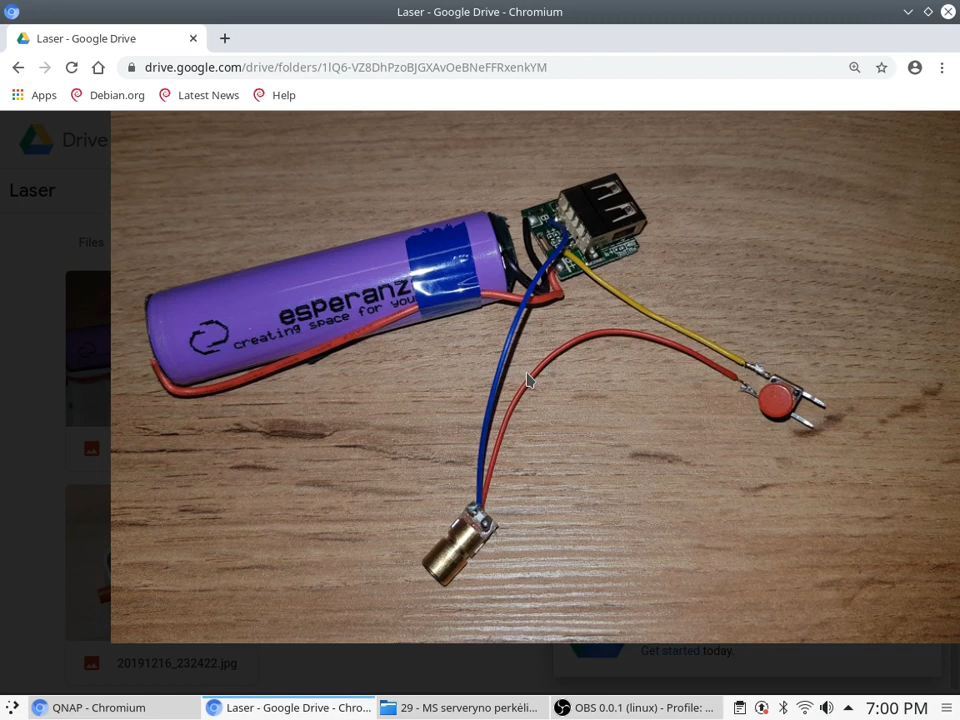 Laser - Google Drive - Chromium
Laser - Google Drive
drive.google.com/drive/folders/1lQ6-VZ8DhPzoBJGXAvOeBNeFFRxenkYM
Apps
Debian.org
Latest News
Help
Drive
Laser
Files
esperanz
creating space for you
20191216_232422.jpg
Get started today.
QNAP - Chromium
Laser - Google Drive - Chro...
29 - MS serveryno perkėli...
OBS 0.0.1 (linux) - Profile: ...
7:00 PM